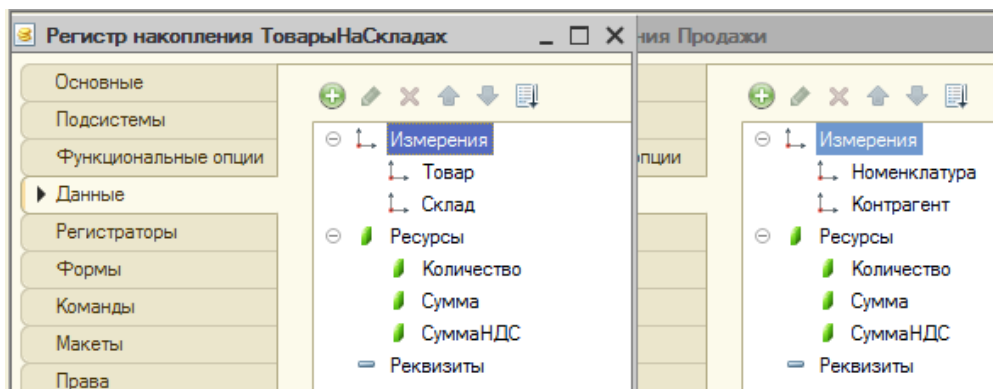 Регистр накопления ТоварыНаСкладах
ния Продажи
Основные
Подсистемы
Функциональные опции
Данные
Регистраторы
Формы
Команды
Макеты
Права
Измерения
Товар
Склад
Ресурсы
Количество
Сумма
СуммаНДС
Реквизиты
пции
Измерения
Номенклатура
Контрагент
Ресурсы
Количество
Сумма
СуммаНДС
Реквизиты